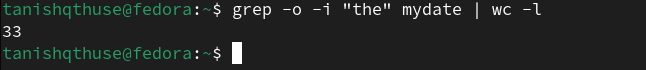 tanishqthuse@fedora:~$ grep -o -i "the" mydate | wc -l
33
tanishqthuse@fedora:~$